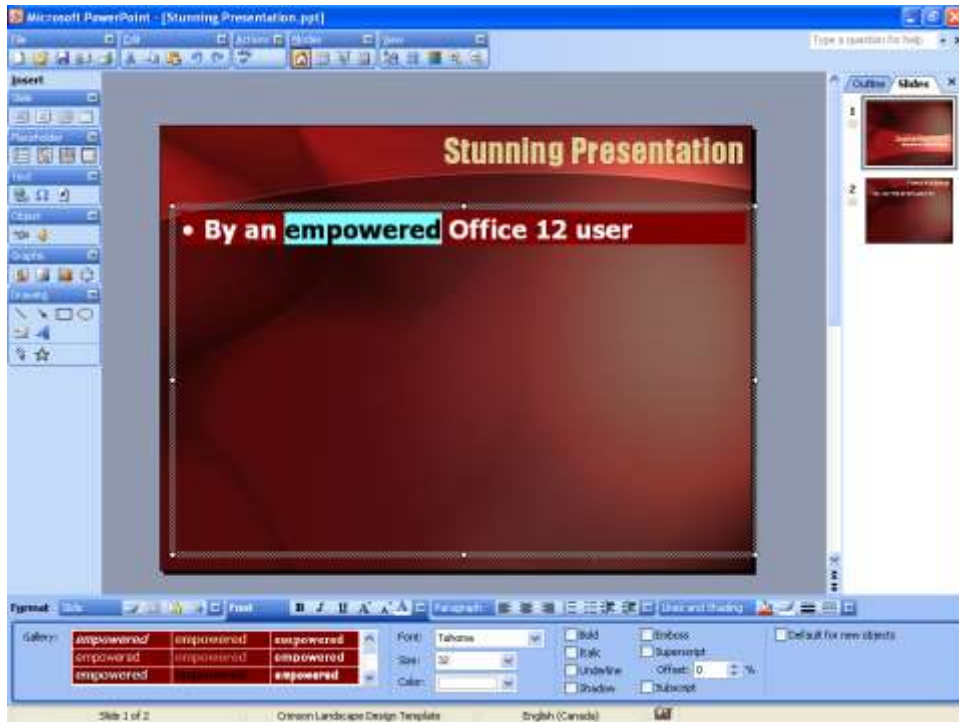 Microsoft PowerPoint - [Stunning Presentation.ppt]
File Edit Actions Modes View
Type a question for help
Insert
Slide
Placeholder
Text
Object
Graphic
Drawing
Outline Slides
1
2
Stunning Presentation
• By an empowered Office 12 user
Format Slide Font B I U Paragraph Lines and Shading
Gallery: empowered empowered empowered
empowered empowered empowered
empowered empowered empowered
Font: Tahoma
Size: 32
Color:
Bold
Italic
Underline
Shadow
Emboss
Superscript
Offset: 0 %
Subscript
Default for new objects
Slide 1 of 2 Crimson Landscape Design Template English (Canada)